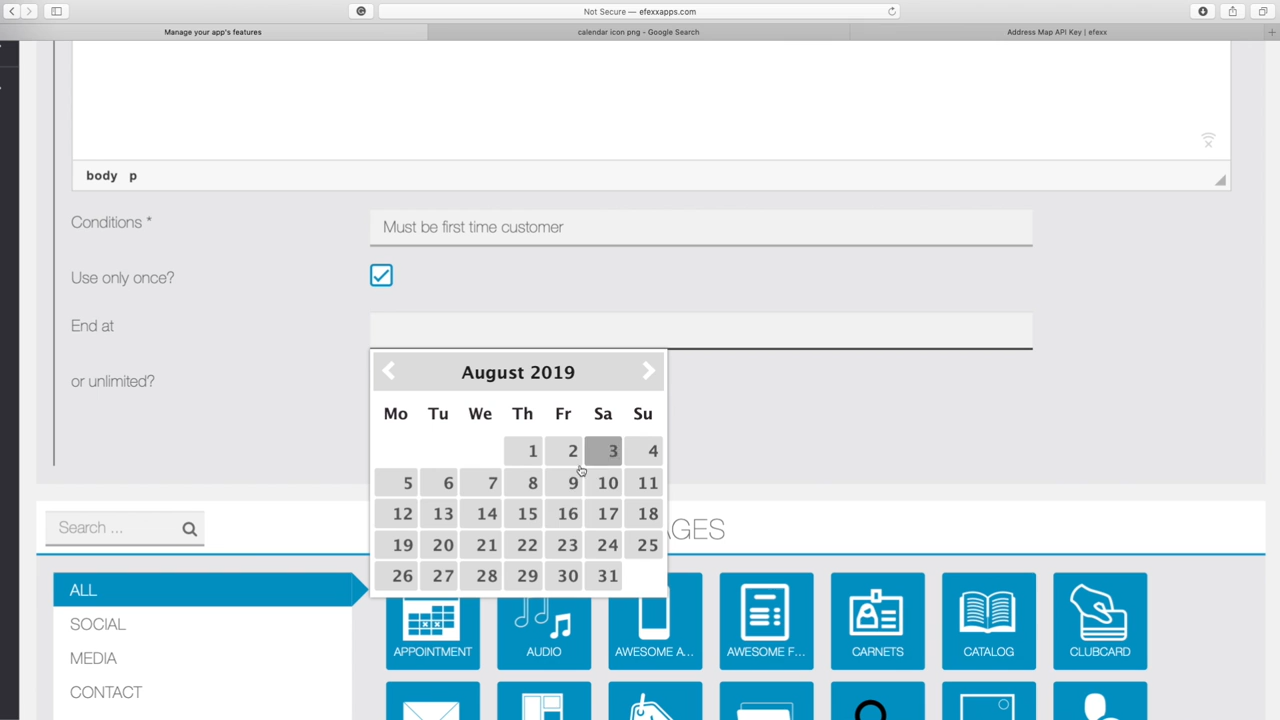 Not Secure — efexxapps.com
Manage your app's features
calendar icon png - Google Search
Address Map API Key | efexx
body p
Conditions *
Must be first time customer
Use only once?
End at
or unlimited?
August 2019
Mo Tu We Th Fr Sa Su
1 2 3 4
5 6 7 8 9 10 11
12 13 14 15 16 17 18
19 20 21 22 23 24 25
26 27 28 29 30 31
Search ...
AGES
ALL
SOCIAL
MEDIA
CONTACT
APPOINTMENT
AUDIO
AWESOME A...
AWESOME F...
CARNETS
CATALOG
CLUBCARD